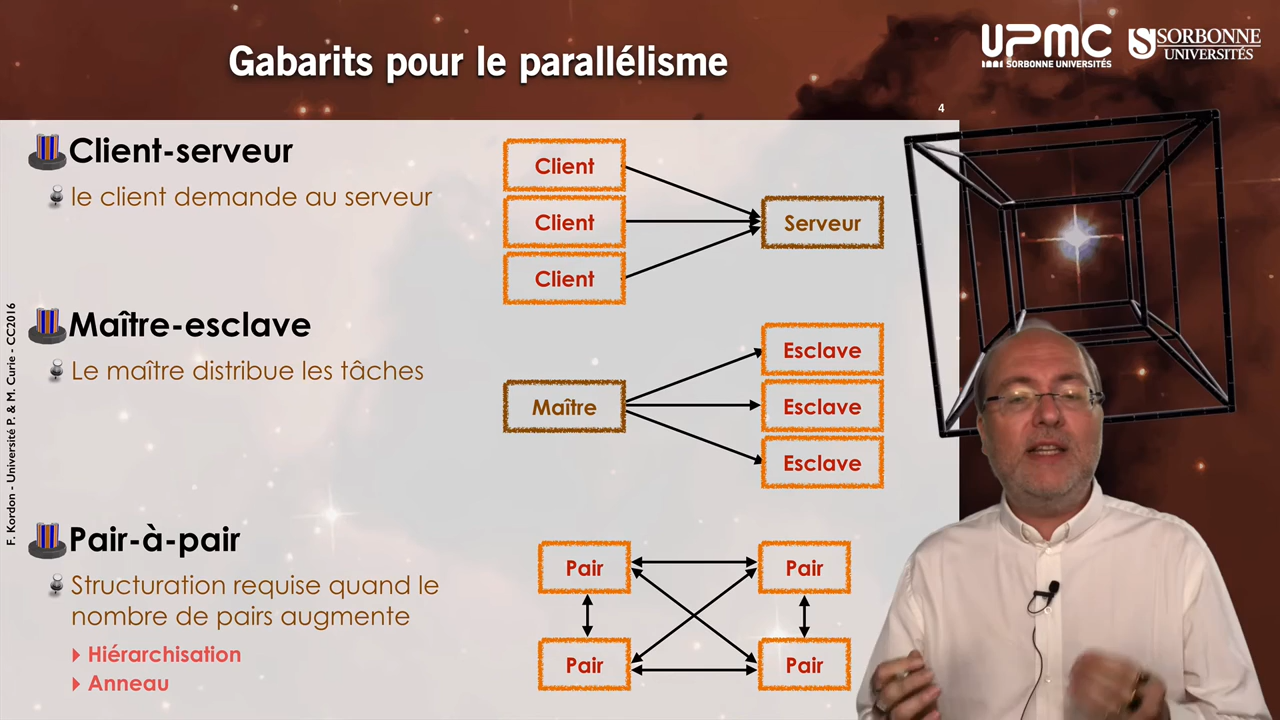 Gabarits pour le parallélisme
UPMC
SORBONNE UNIVERSITÉS
SORBONNE
UNIVERSITÉS
4
Client-serveur
le client demande au serveur
Client
Client
Client
Serveur
Maître-esclave
Le maître distribue les tâches
Maître
Esclave
Esclave
Esclave
Pair-à-pair
Structuration requise quand le
nombre de pairs augmente
Hiérarchisation
Anneau
Pair
Pair
Pair
Pair
F. Kordon - Université P. & M. Curie - CC2016